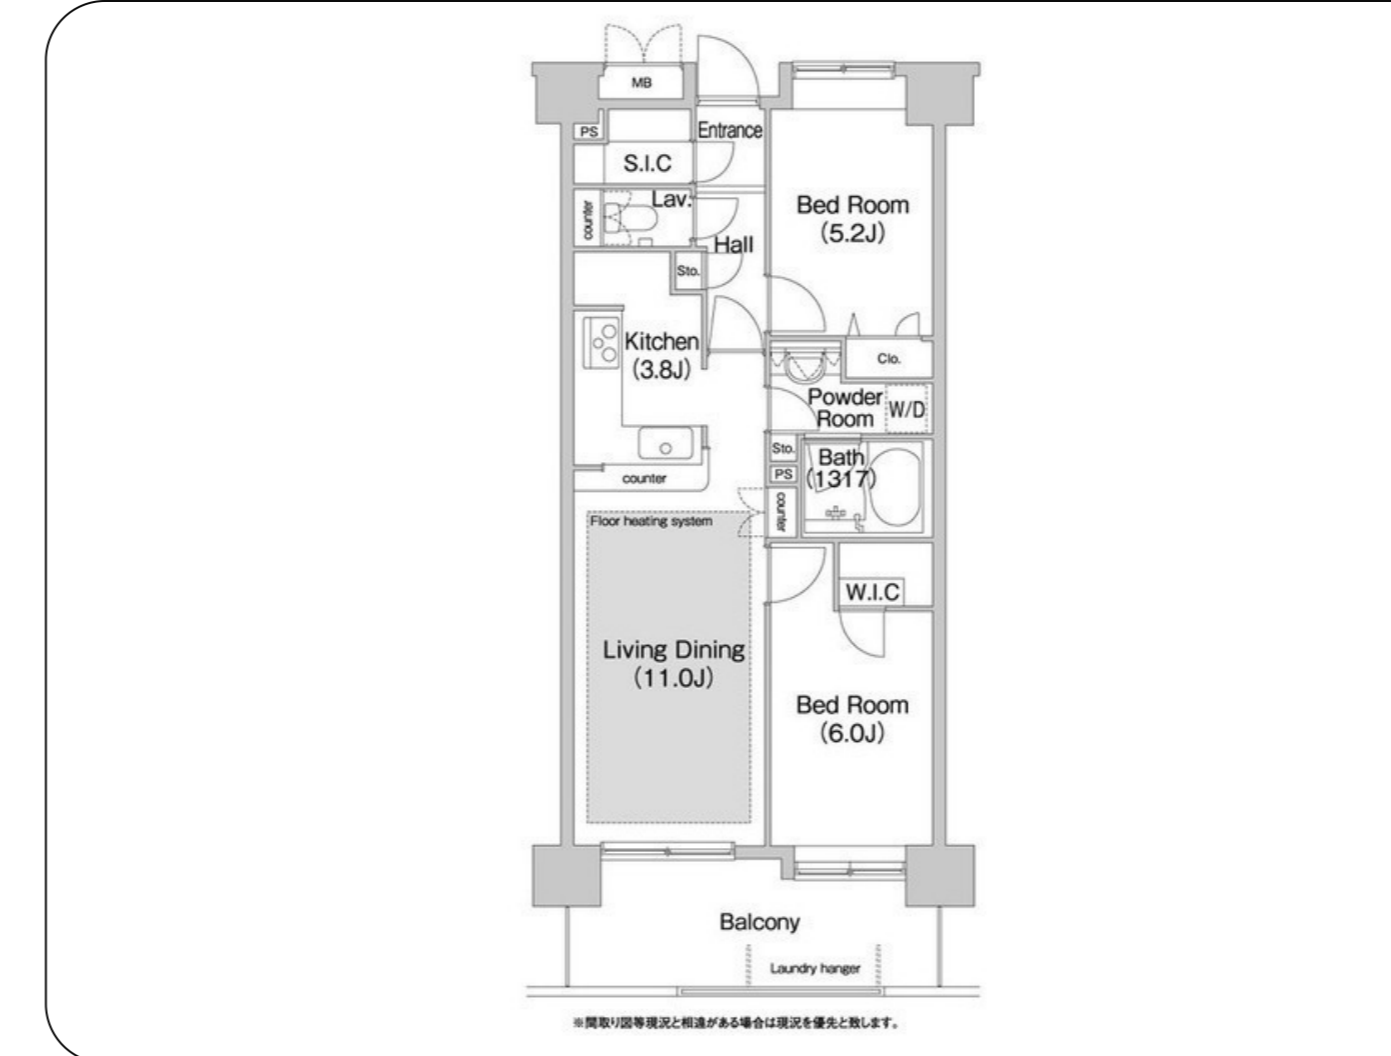 MB
PS
Entrance
S.I.C
Lav.
counter
Hall
Sto.
Bed Room
(5.2J)
Kitchen
(3.8J)
Clo.
Powder
Room
W/D
Sto.
PS
Bath
(1317)
counter
counter
Floor heating system
W.I.C
Living Dining
(11.0J)
Bed Room
(6.0J)
Balcony
Laundry hanger
※間取り図等現況と相違がある場合は現況を優先と致します。